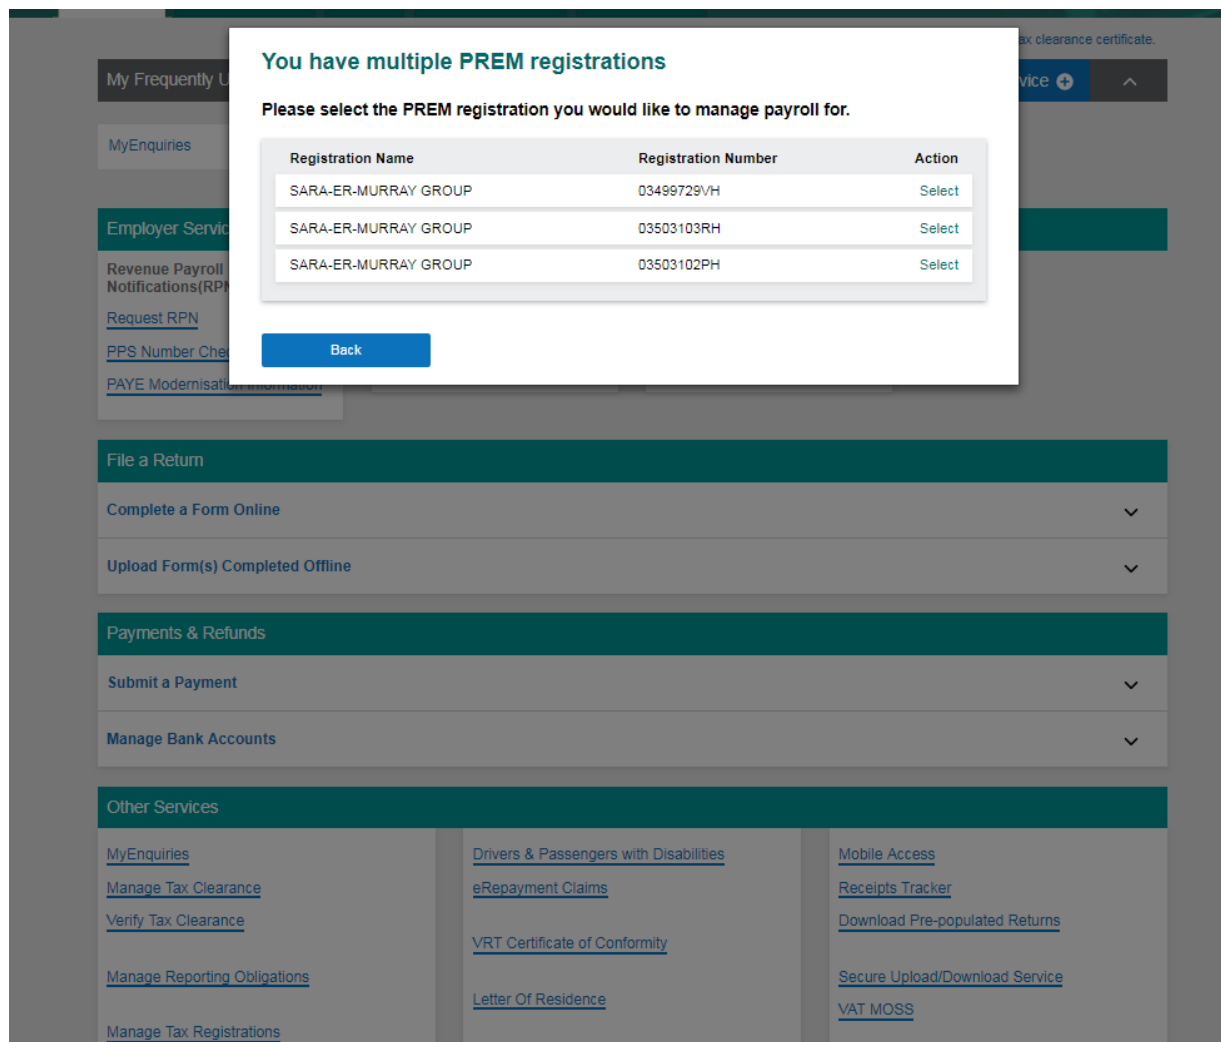 ax clearance certificate.
You have multiple PREM registrations
My Frequently U
vice
Please select the PREM registration you would like to manage payroll for.
MyEnquiries
Registration Name Registration Number Action
SARA-ER-MURRAY GROUP 03499729VH Select
Employer Servic
SARA-ER-MURRAY GROUP 03503103RH Select
Revenue Payroll
Notifications(RPN
SARA-ER-MURRAY GROUP 03503102PH Select
Request RPN
PPS Number Chec
Back
PAYE Modernisation Information
File a Return
Complete a Form Online
Upload Form(s) Completed Offline
Payments & Refunds
Submit a Payment
Manage Bank Accounts
Other Services
MyEnquiries Drivers & Passengers with Disabilities Mobile Access
Manage Tax Clearance eRepayment Claims Receipts Tracker
Verify Tax Clearance Download Pre-populated Returns
VRT Certificate of Conformity
Manage Reporting Obligations Secure Upload/Download Service
Letter Of Residence
VAT MOSS
Manage Tax Registrations